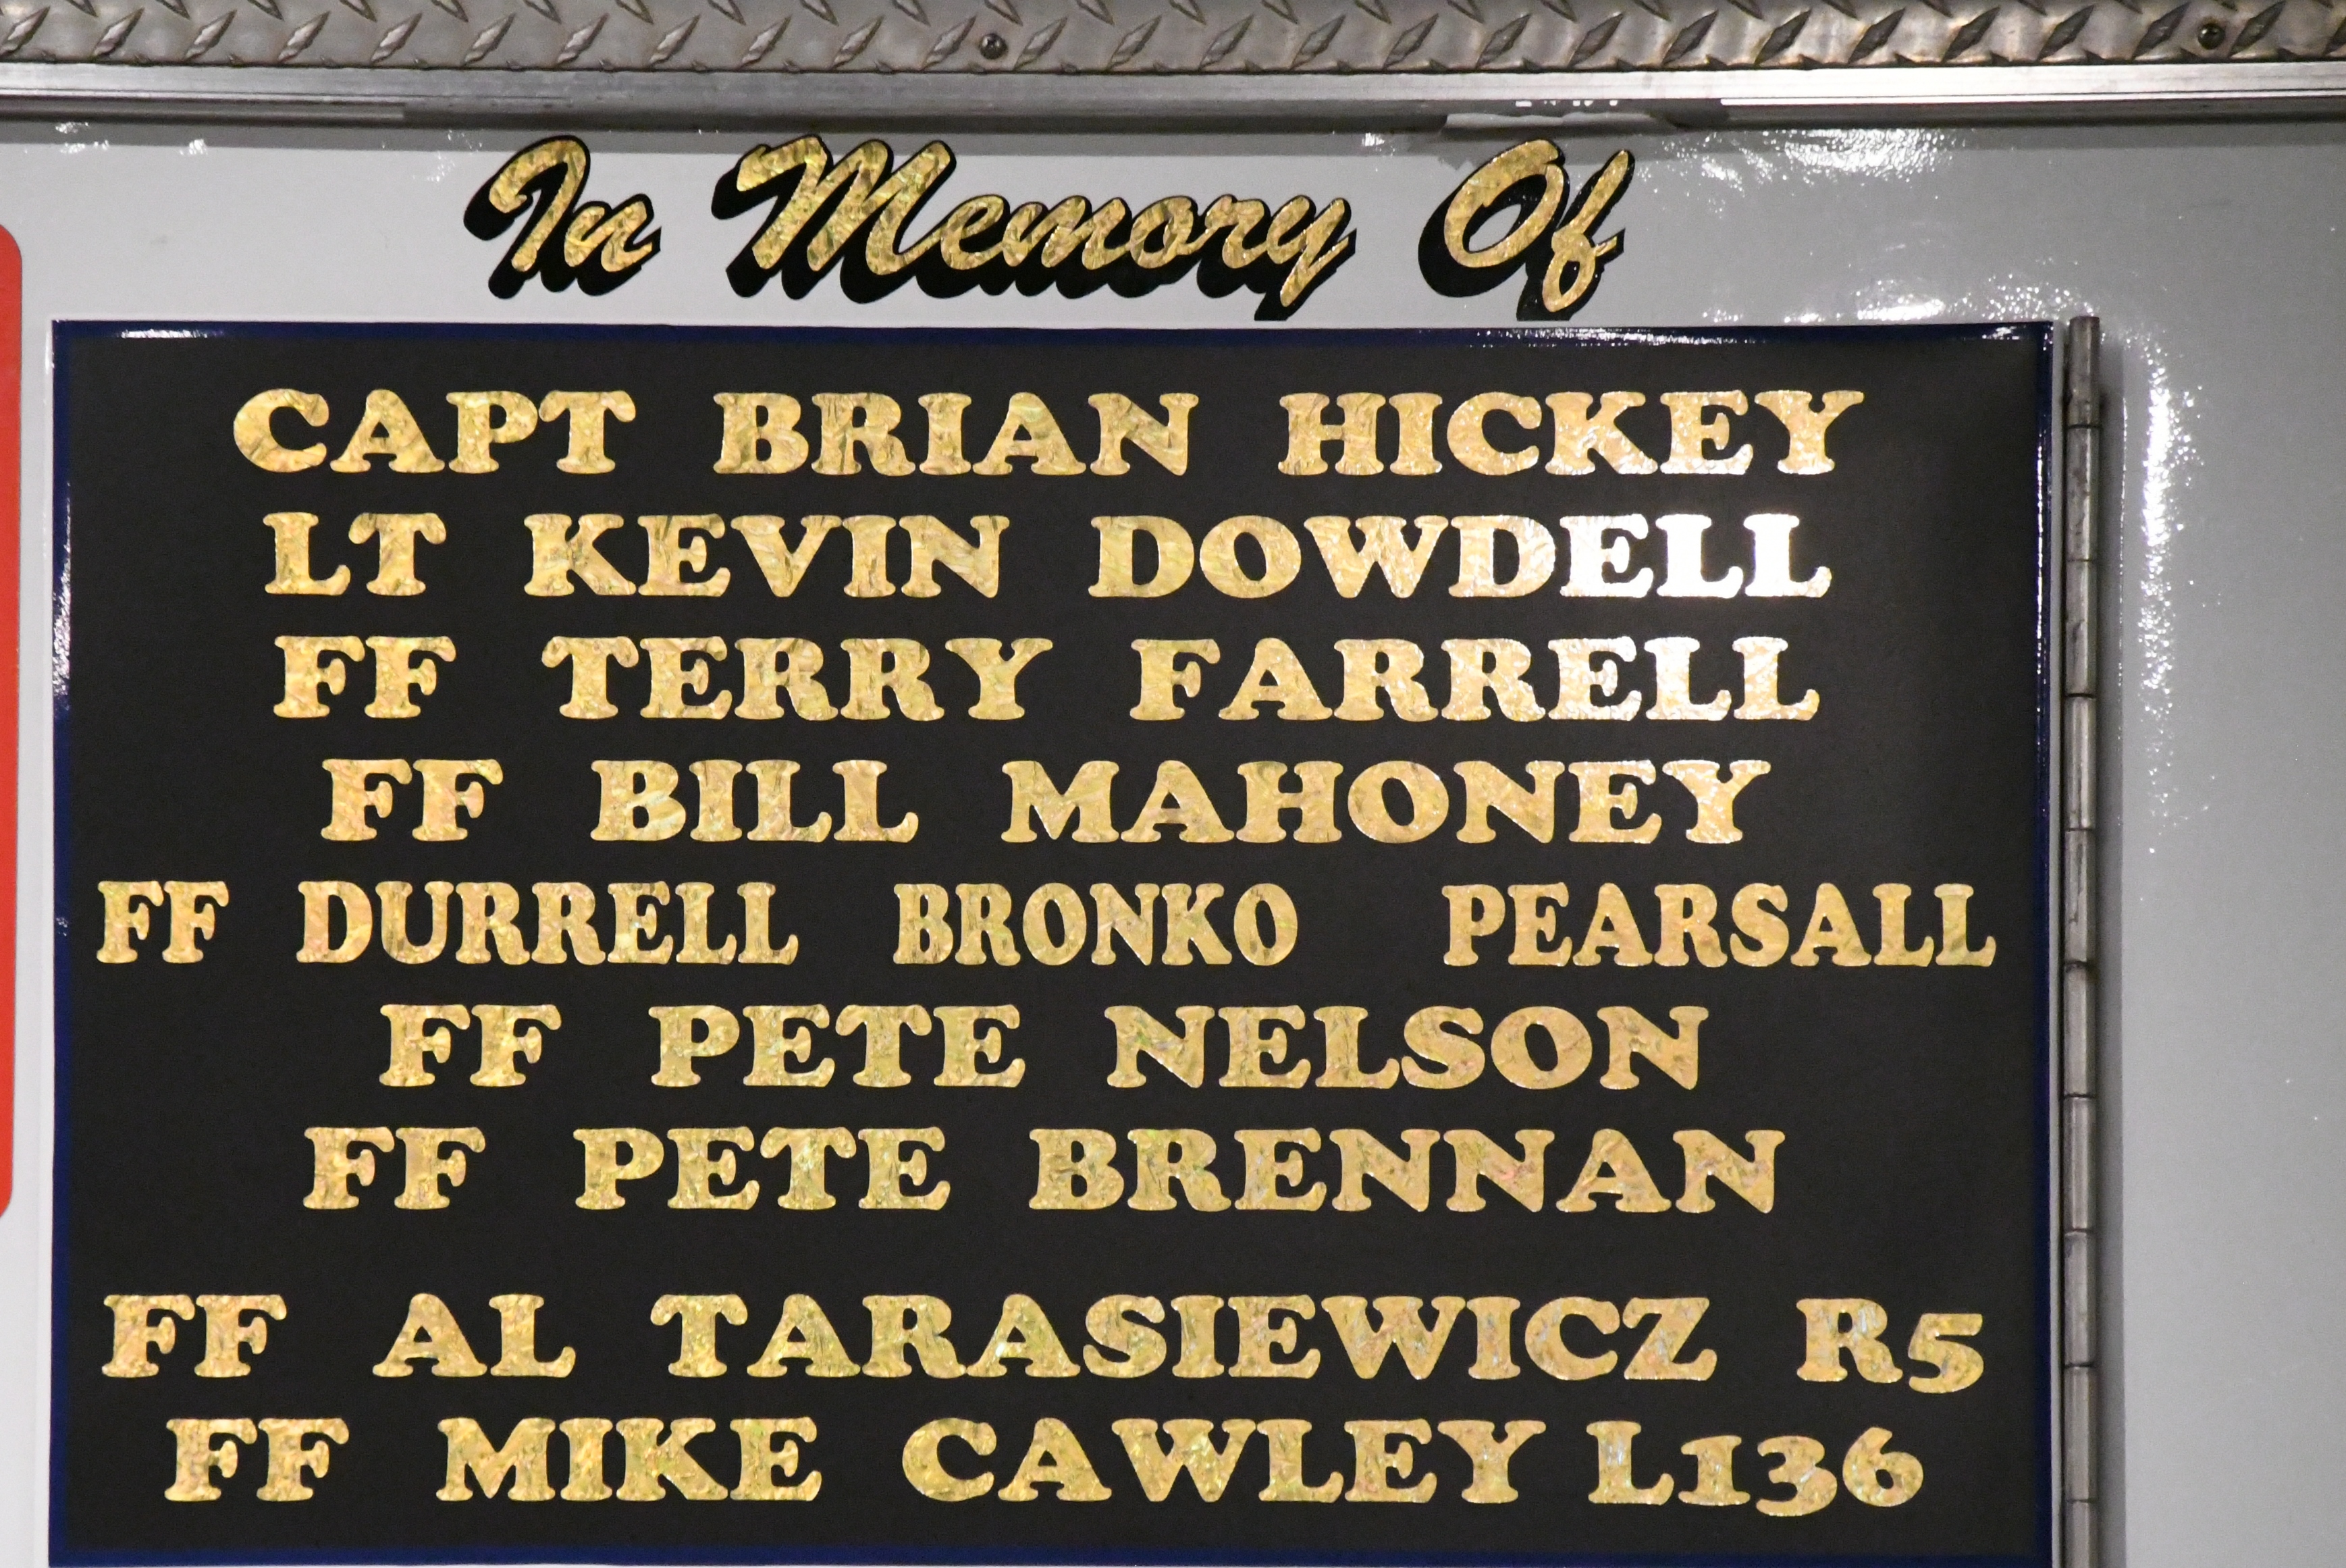 In Memory Of
CAPT BRIAN HICKEY
LT KEVIN DOWDELL
FF TERRY FARRELL
FF BILL MAHONEY
FF DURRELL BRONKO PEARSALL
FF PETE NELSON
FF PETE BRENNAN
FF AL TARASIEWICZ R5
FF MIKE CAWLEY L136